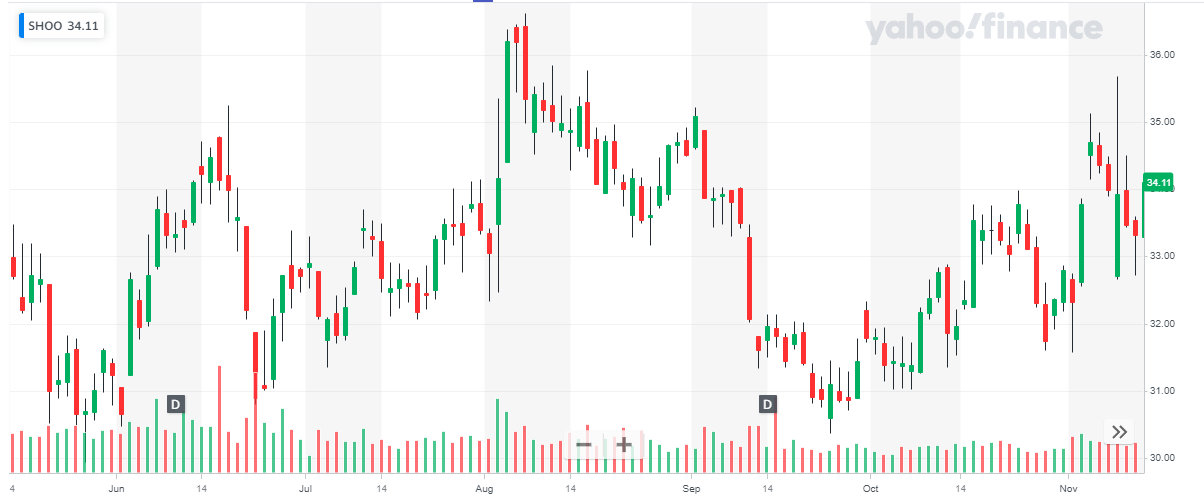 SHOO 34.11
yahoo!finance
36.00
35.00
34.11
33.00
32.00
31.00
30.00
D
D
4
Jun
14
Jul
14
Aug
14
Sep
14
Oct
14
Nov